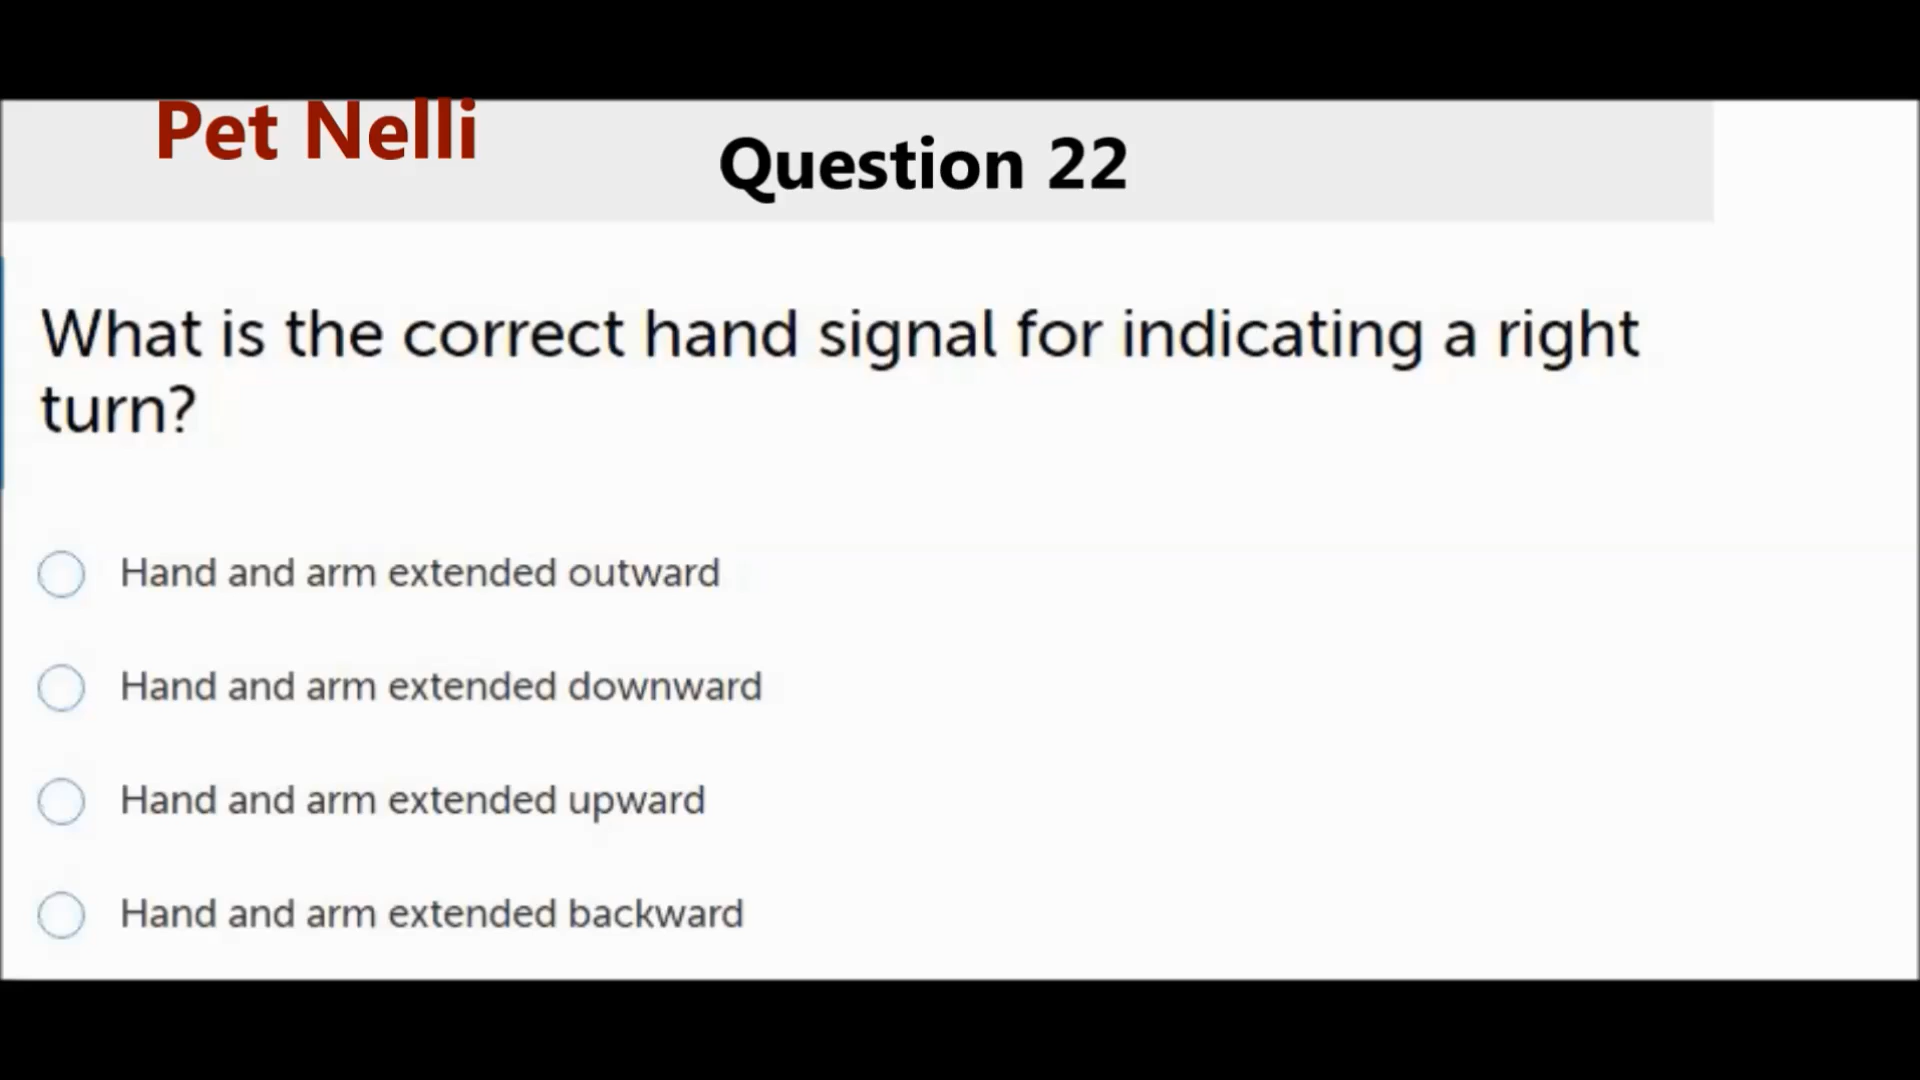 Pet Nelli
Question 22
What is the correct hand signal for indicating a right
turn?
Hand and arm extended outward
Hand and arm extended downward
Hand and arm extended upward
Hand and arm extended backward